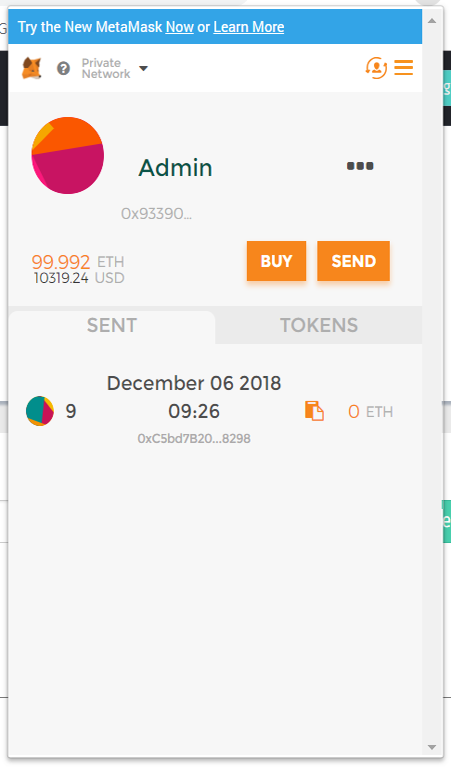 Try the New MetaMask Now or Learn More
Private
Network
Admin
0x93390...
99.992 ETH
10319.24 USD
BUY
SEND
SENT
TOKENS
December 06 2018
9
09:26
0 ETH
0xC5bd7B20...8298